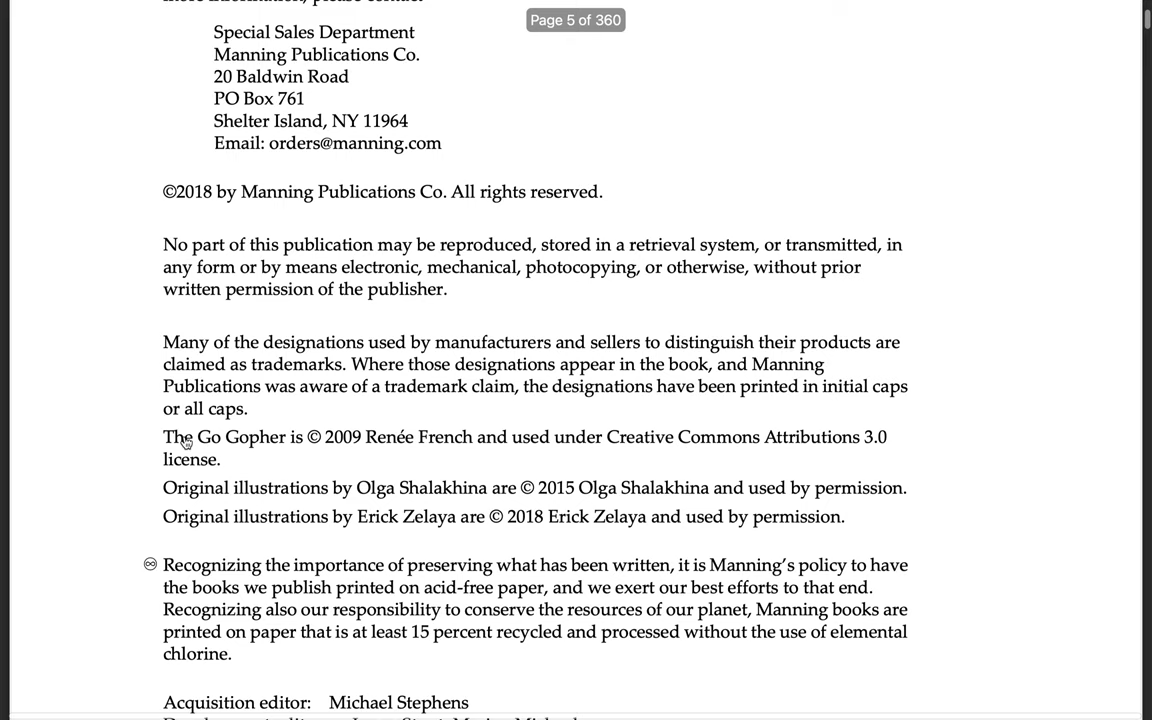 more information, please contact
Page 5 of 360
Special Sales Department
Manning Publications Co.
20 Baldwin Road
PO Box 761
Shelter Island, NY 11964
Email: orders@manning.com
©2018 by Manning Publications Co. All rights reserved.
No part of this publication may be reproduced, stored in a retrieval system, or transmitted, in
any form or by means electronic, mechanical, photocopying, or otherwise, without prior
written permission of the publisher.
Many of the designations used by manufacturers and sellers to distinguish their products are
claimed as trademarks. Where those designations appear in the book, and Manning
Publications was aware of a trademark claim, the designations have been printed in initial caps
or all caps.
The Go Gopher is © 2009 Renée French and used under Creative Commons Attributions 3.0
license.
Original illustrations by Olga Shalakhina are © 2015 Olga Shalakhina and used by permission.
Original illustrations by Erick Zelaya are © 2018 Erick Zelaya and used by permission.
♾ Recognizing the importance of preserving what has been written, it is Manning’s policy to have
the books we publish printed on acid-free paper, and we exert our best efforts to that end.
Recognizing also our responsibility to conserve the resources of our planet, Manning books are
printed on paper that is at least 15 percent recycled and processed without the use of elemental
chlorine.
Acquisition editor: Michael Stephens